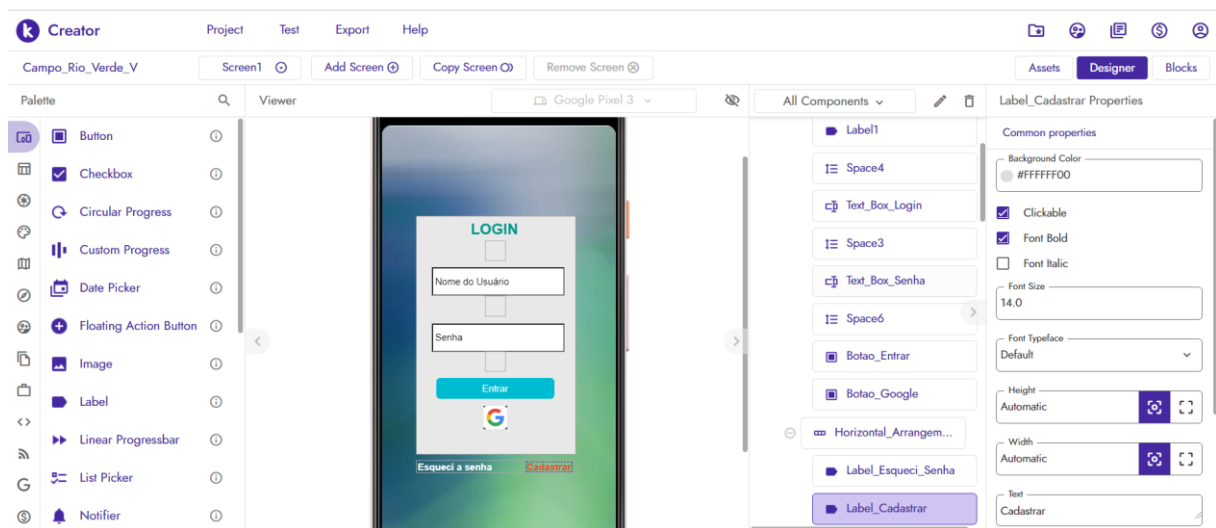 Creator
Project
Test
Export
Help
Campo_Rio_Verde_V
Screen1
Add Screen
Copy Screen
Remove Screen
Assets
Designer
Blocks
Palette
Button
Checkbox
Circular Progress
Custom Progress
Date Picker
Floating Action Button
Image
Label
Linear Progressbar
List Picker
Notifier
Viewer
Google Pixel 3
LOGIN
Nome do Usuário
Senha
Entrar
G
Esqueci a senha
Cadastrar
All Components
Label1
Space4
Text_Box_Login
Space3
Text_Box_Senha
Space6
Botao_Entrar
Botao_Google
Horizontal_Arrangem...
Label_Esqueci_Senha
Label_Cadastrar
Label_Cadastrar Properties
Common properties
Background Color
#FFFFFF00
Clickable
Font Bold
Font Italic
Font Size
14.0
Font Typeface
Default
Height
Automatic
Width
Automatic
Text
Cadastrar